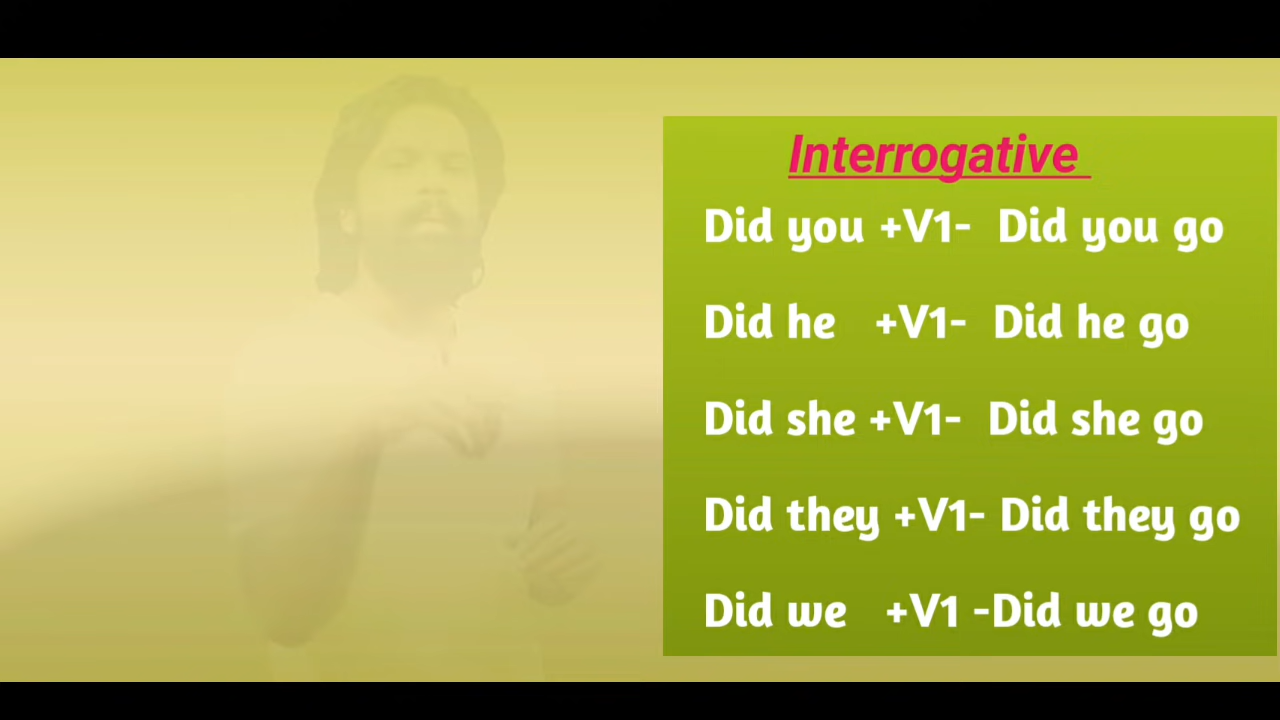 Interrogative
Did you +V1- Did you go
Did he +V1- Did he go
Did she +V1- Did she go
Did they +V1- Did they go
Did we +V1 -Did we go